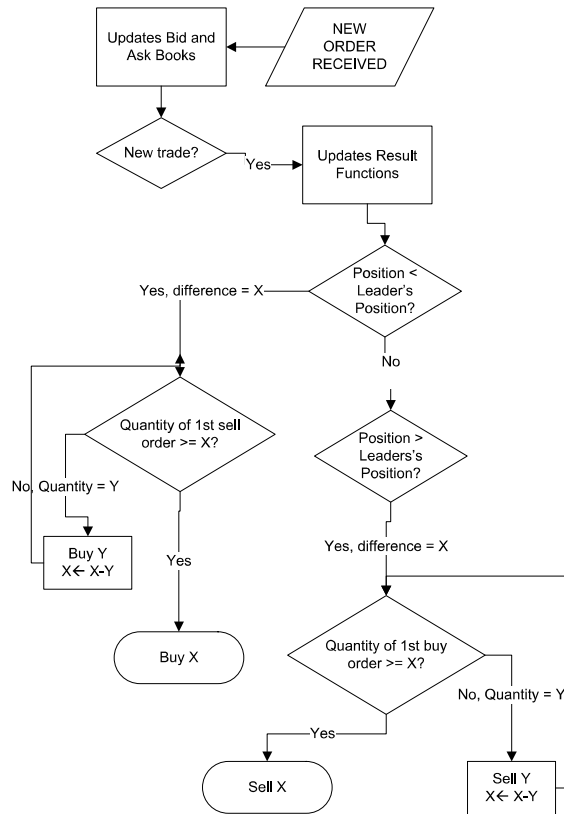 Updates Bid and
Ask Books
NEW
ORDER
RECEIVED
New trade?
Yes
Updates Result
Functions
Position <
Leader's
Position?
Yes, difference = X
No
Quantity of 1st sell
order >= X?
Position >
Leaders's
Position?
No, Quantity = Y
Buy Y
X← X-Y
Yes
Yes, difference = X
Buy X
Quantity of 1st buy
order >= X?
No, Quantity = Y
Yes
Sell X
Sell Y
X← X-Y